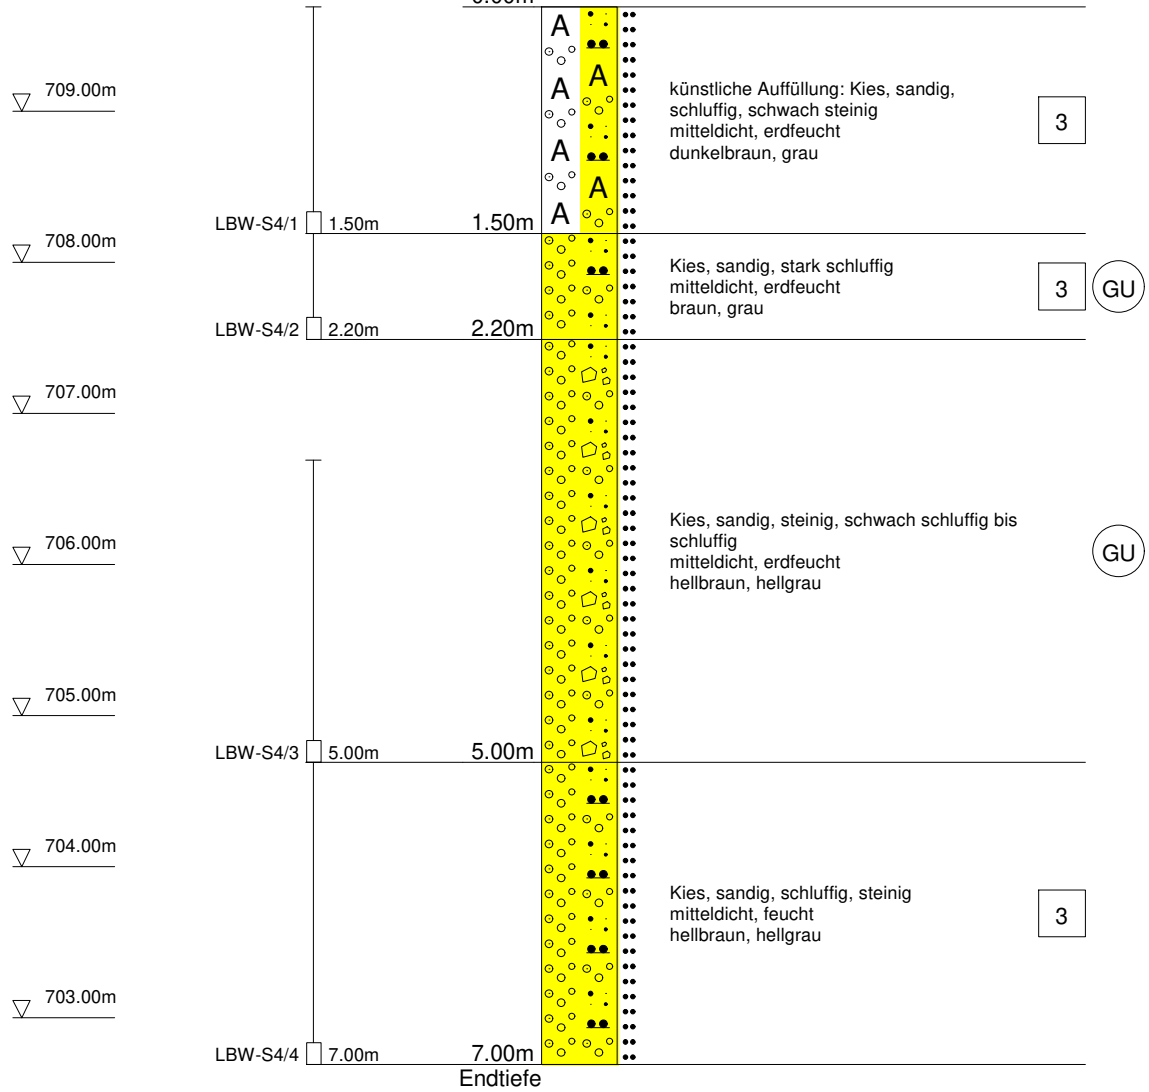 0.00m
A
A
709.00m
A
künstliche Auffüllung: Kies, sandig,
schluffig, schwach steinig
mitteldicht, erdfeucht
dunkelbraun, grau
3
A
A
A
LBW-S4/1 1.50m 1.50m
708.00m
Kies, sandig, stark schluffig
mitteldicht, erdfeucht
braun, grau
3 GU
LBW-S4/2 2.20m 2.20m
707.00m
706.00m
Kies, sandig, steinig, schwach schluffig bis
schluffig
mitteldicht, erdfeucht
hellbraun, hellgrau
GU
705.00m
LBW-S4/3 5.00m 5.00m
704.00m
Kies, sandig, schluffig, steinig
mitteldicht, feucht
hellbraun, hellgrau
3
703.00m
LBW-S4/4 7.00m 7.00m
Endtiefe